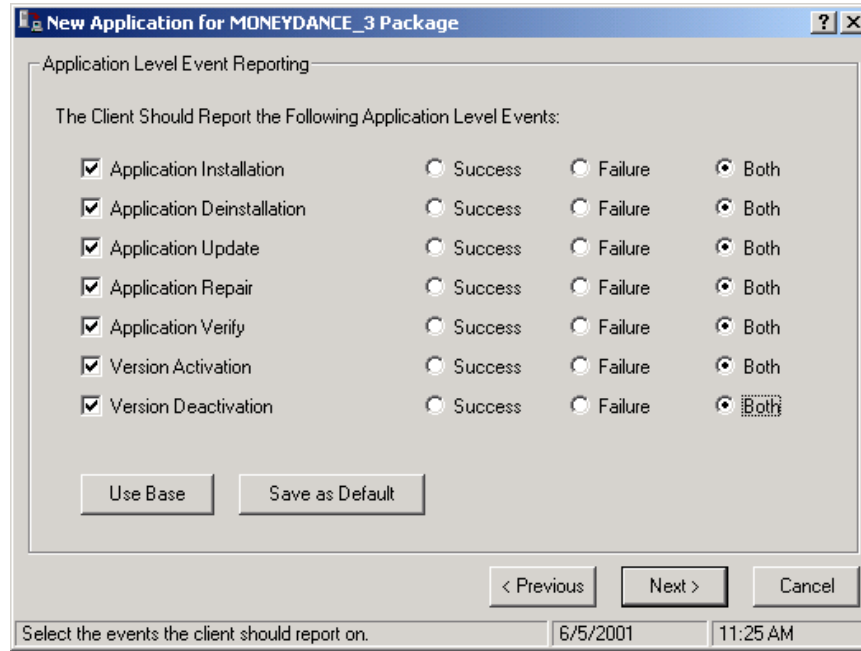 New Application for MONEYDANCE_3 Package
Application Level Event Reporting
The Client Should Report the Following Application Level Events:
Application Installation Success Failure Both
Application Deinstallation Success Failure Both
Application Update Success Failure Both
Application Repair Success Failure Both
Application Verify Success Failure Both
Version Activation Success Failure Both
Version Deactivation Success Failure Both
Use Base Save as Default
< Previous Next > Cancel
Select the events the client should report on. 6/5/2001 11:25 AM